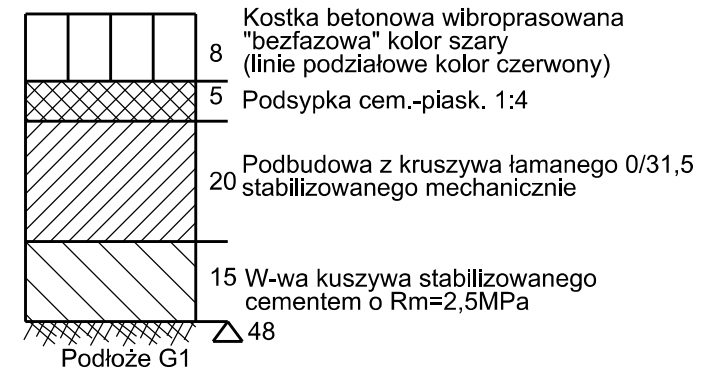 Kostka betonowa wibroprasowana
"bezfazowa" kolor szary
8
(linie podziałowe kolor czerwony)
5 Podsypka cem.-piask. 1:4
Podbudowa z kruszywa łamanego 0/31,5
20 stabilizowanego mechanicznie
15 W-wa kuszywa stabilizowanego
cementem o Rm=2,5MPa
48
Podłoże G1